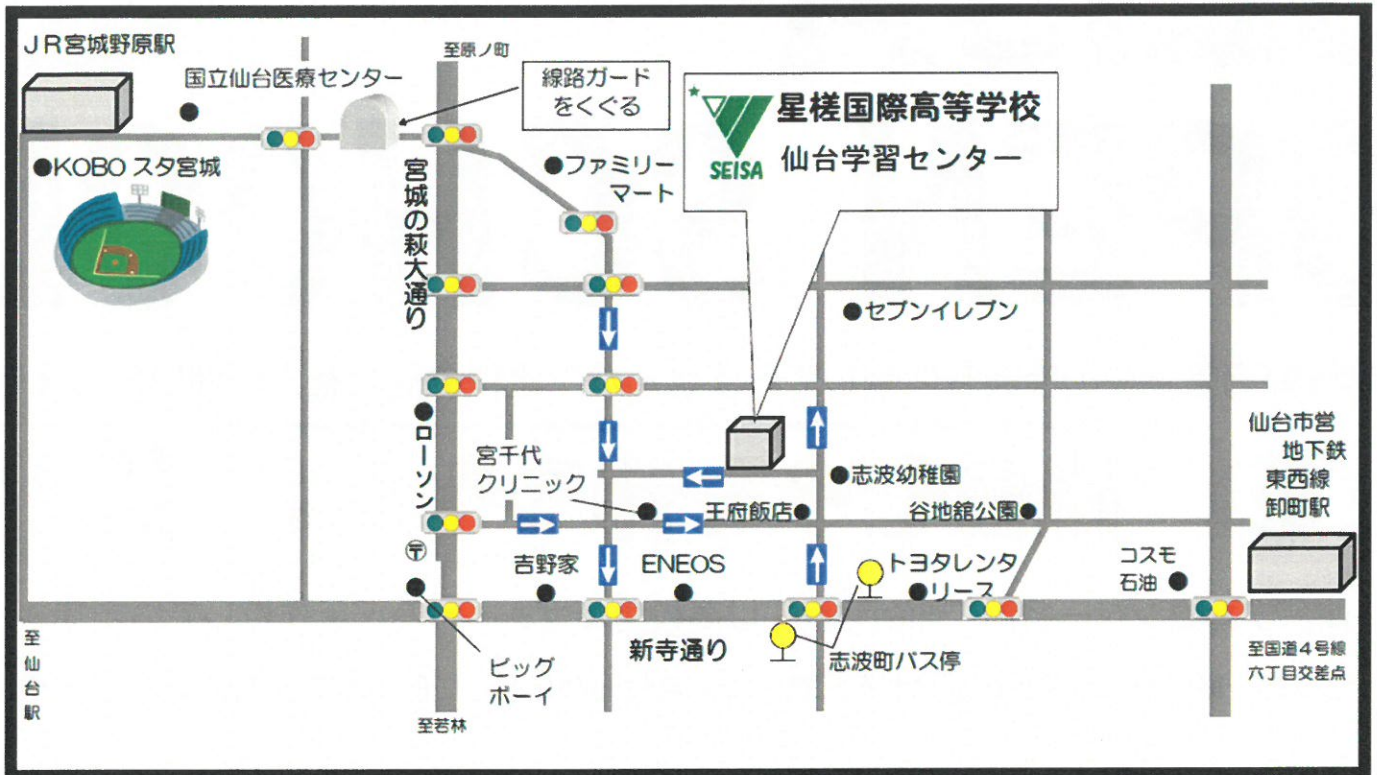 JR宮城野原駅
国立仙台医療センター
至原ノ町
線路ガード
をくぐる
星槎国際高等学校
仙台学習センター
SEISA
KOBO スタ宮城
ファミリー
マート
宮城の萩大通り
セブンイレブン
ローソン
宮千代
クリニック
志波幼稚園
王府飯店
谷地舘公園
仙台市営
地下鉄
東西線
卸町駅
〒
吉野家
ENEOS
トヨタレンタ
リース
コスモ
石油
新寺通り
志波町バス停
ビッグ
ボーイ
至仙台駅
至若林
至国道4号線
六丁目交差点